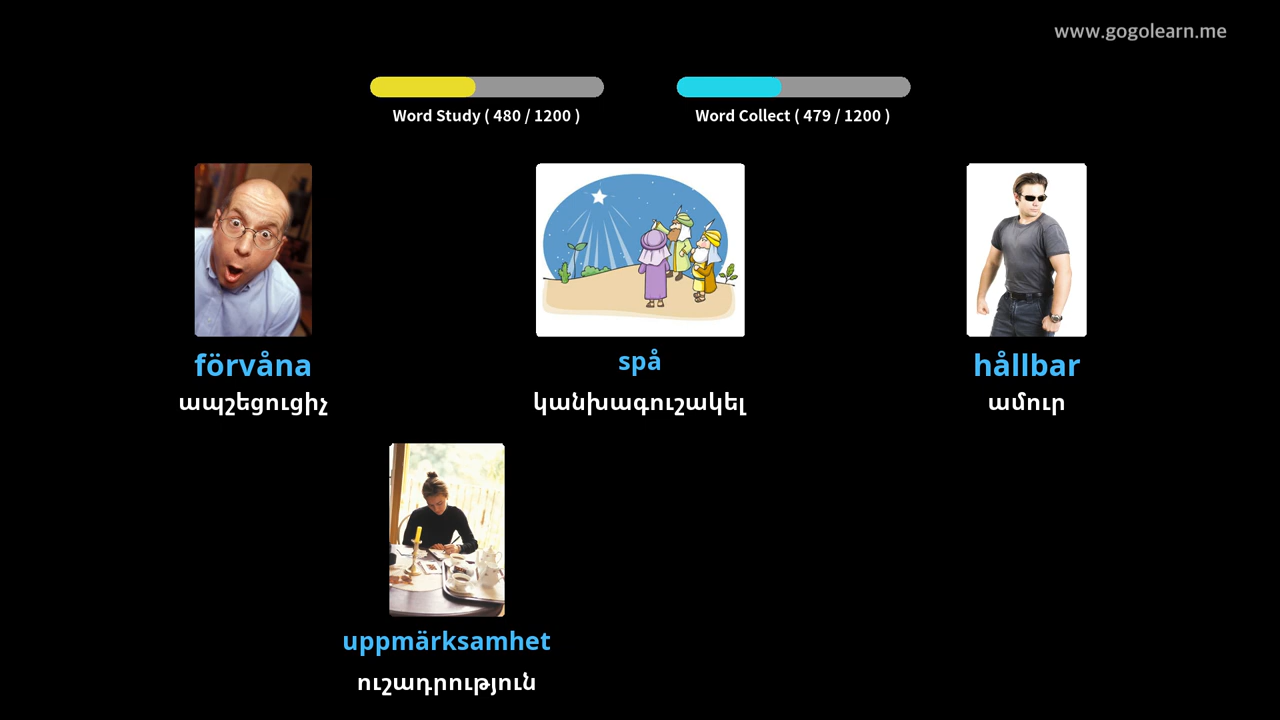 www.gogolearn.me
Word Study ( 480 / 1200 )
Word Collect ( 479 / 1200 )
förvåna
ապշեցուցիչ
spå
կանխագուշակել
hållbar
ամուր
uppmärksamhet
ուշադրություն